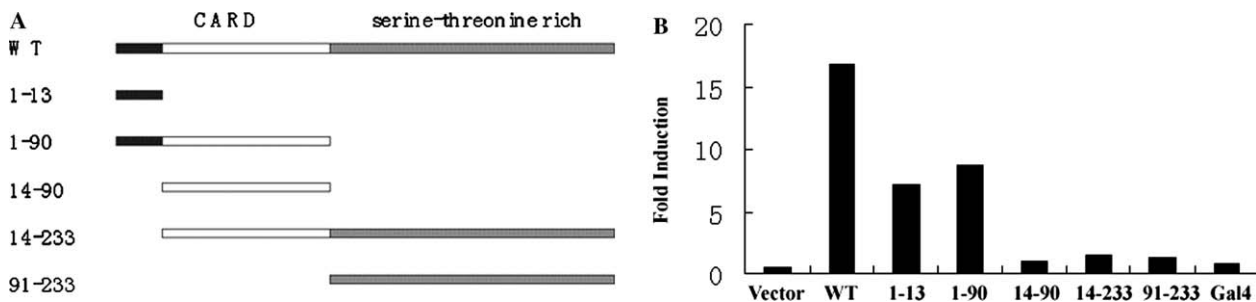 A
CARD
serine-threonine rich
WT
1-13
1-90
14-90
14-233
91-233
B
Fold Induction
20
15
10
5
0
Vector WT 1-13 1-90 14-90 14-233 91-233 Gal4